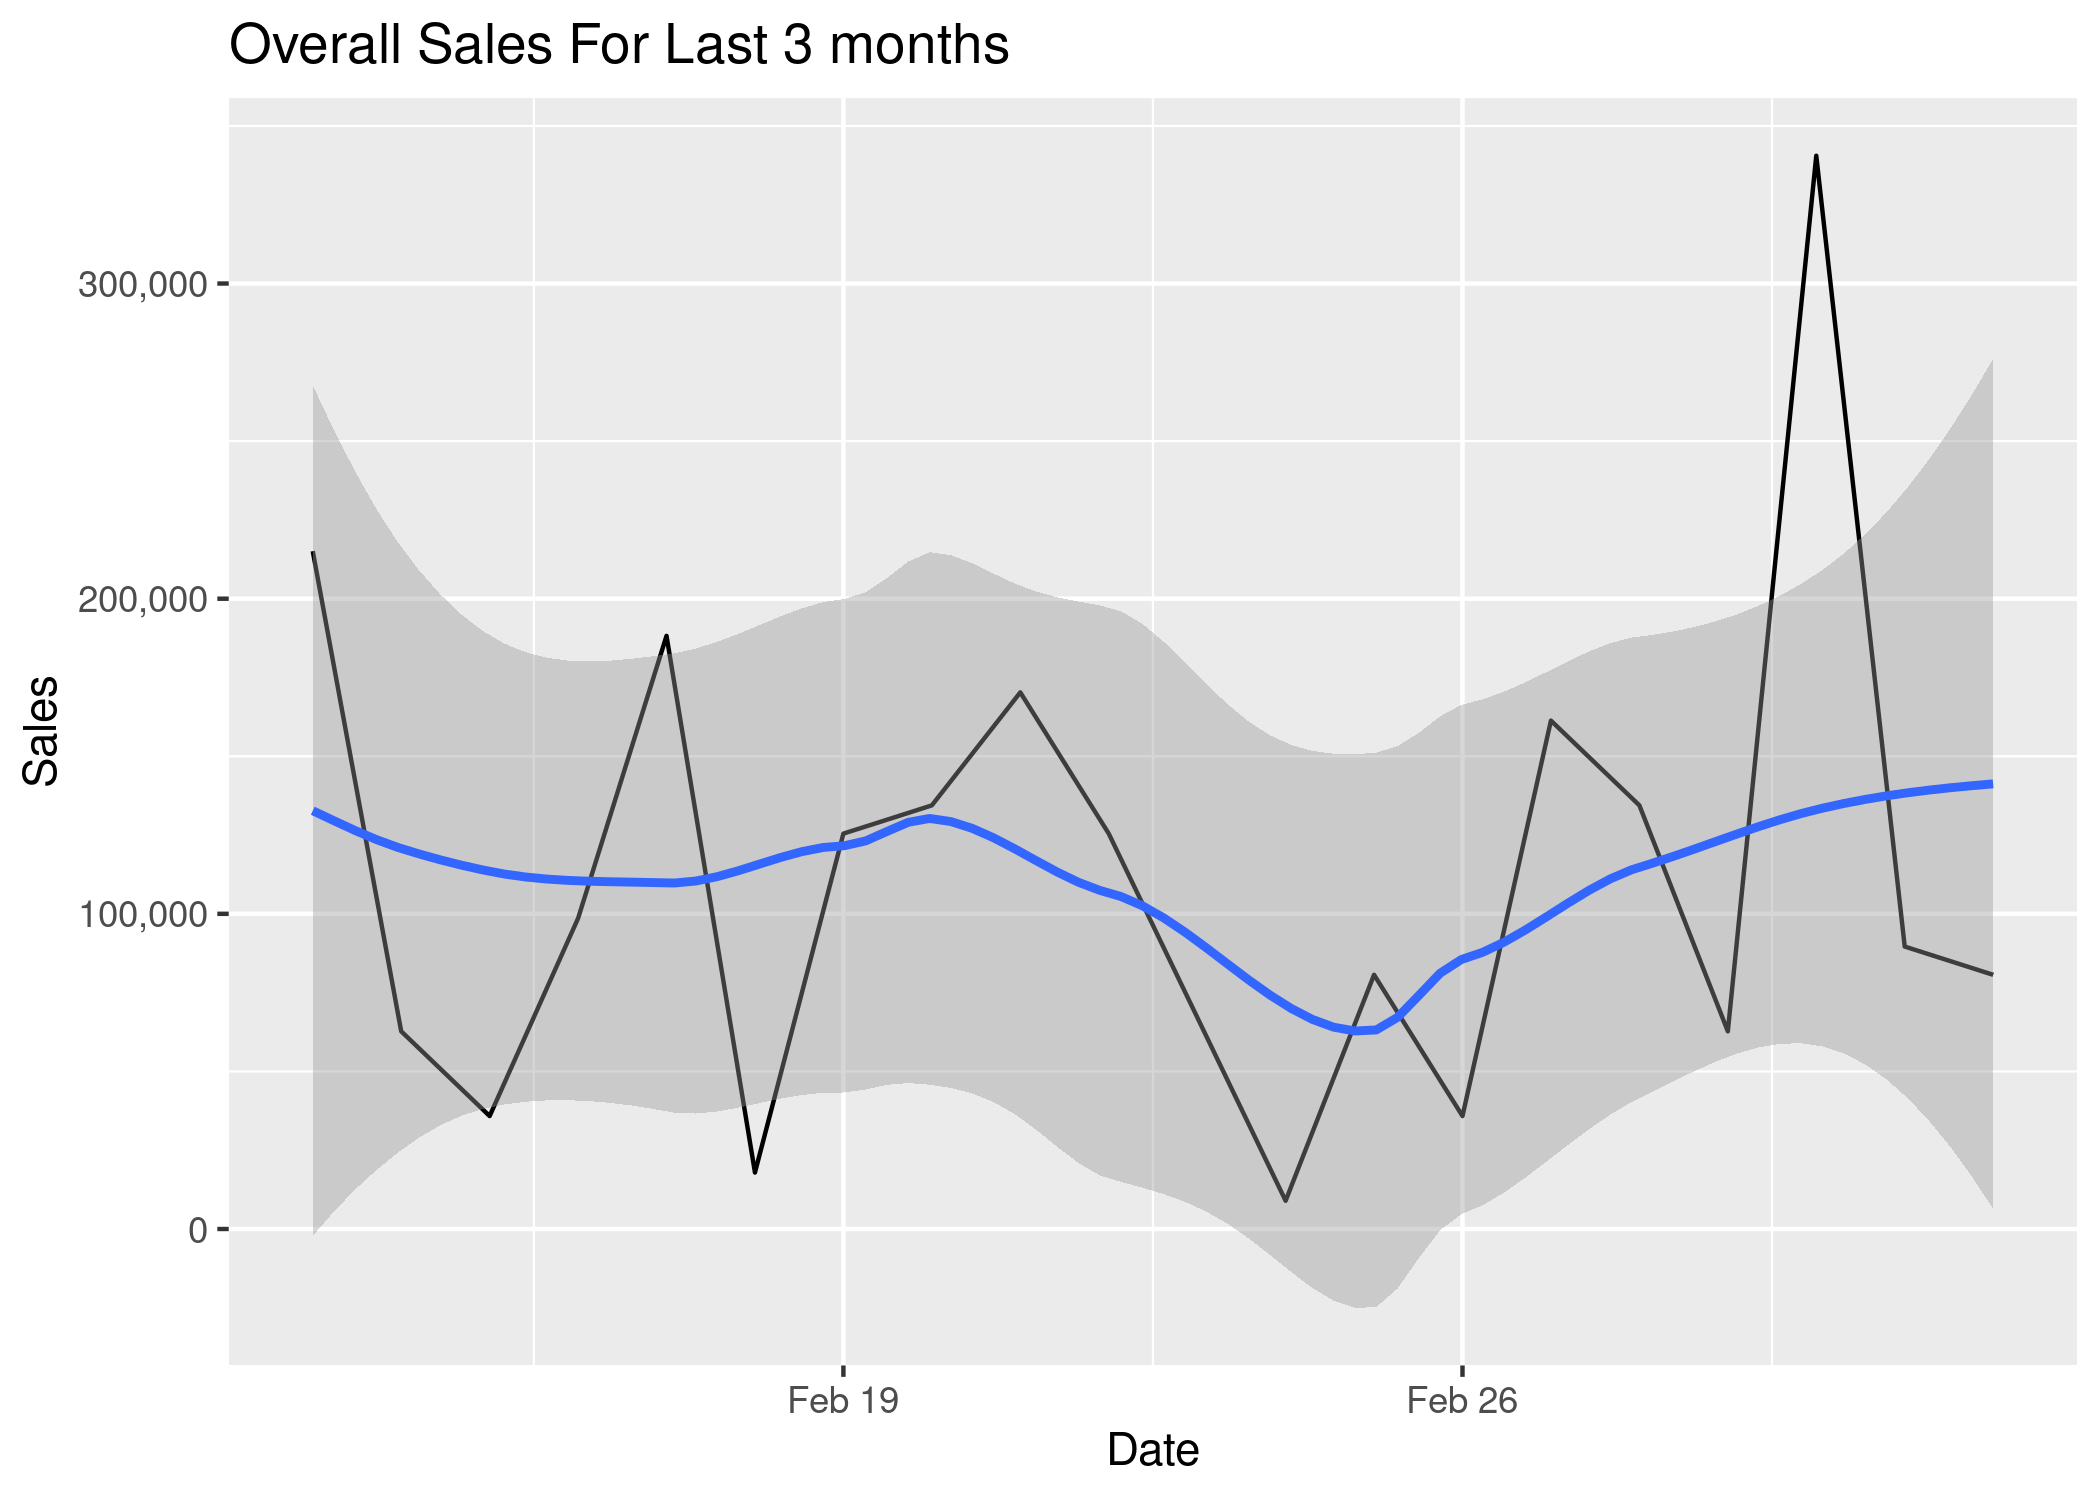 Overall Sales For Last 3 months
Sales
300,000
200,000
100,000
0
Feb 19
Feb 26
Date